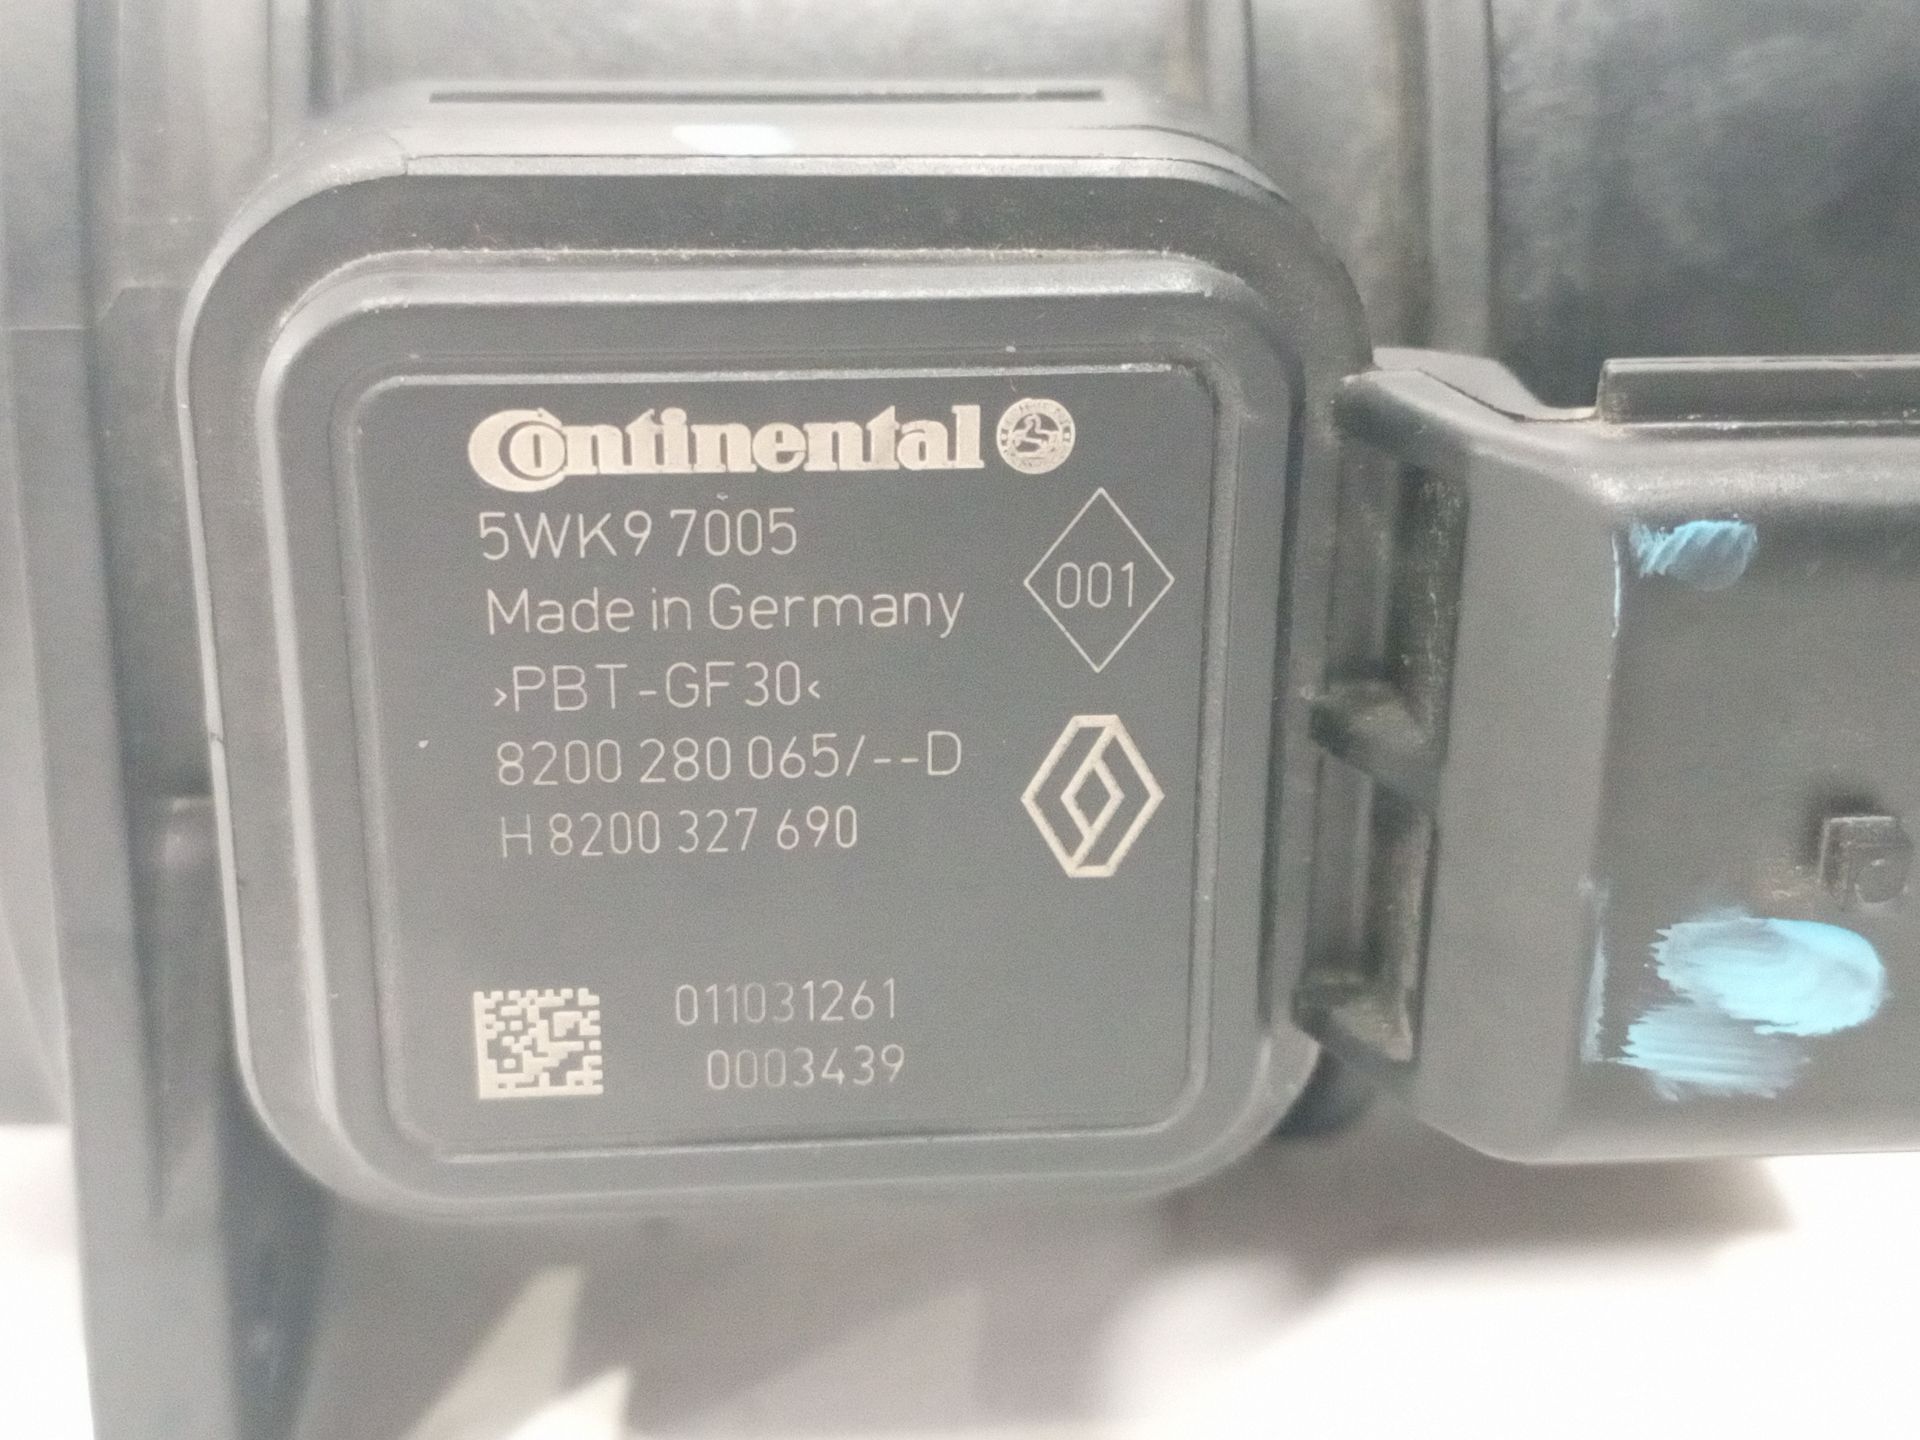 Continental
5WK9 7005
Made in Germany
001
>PBT-GF30<
8200 280 065/--D
H 8200 327 690
011031261
0003439